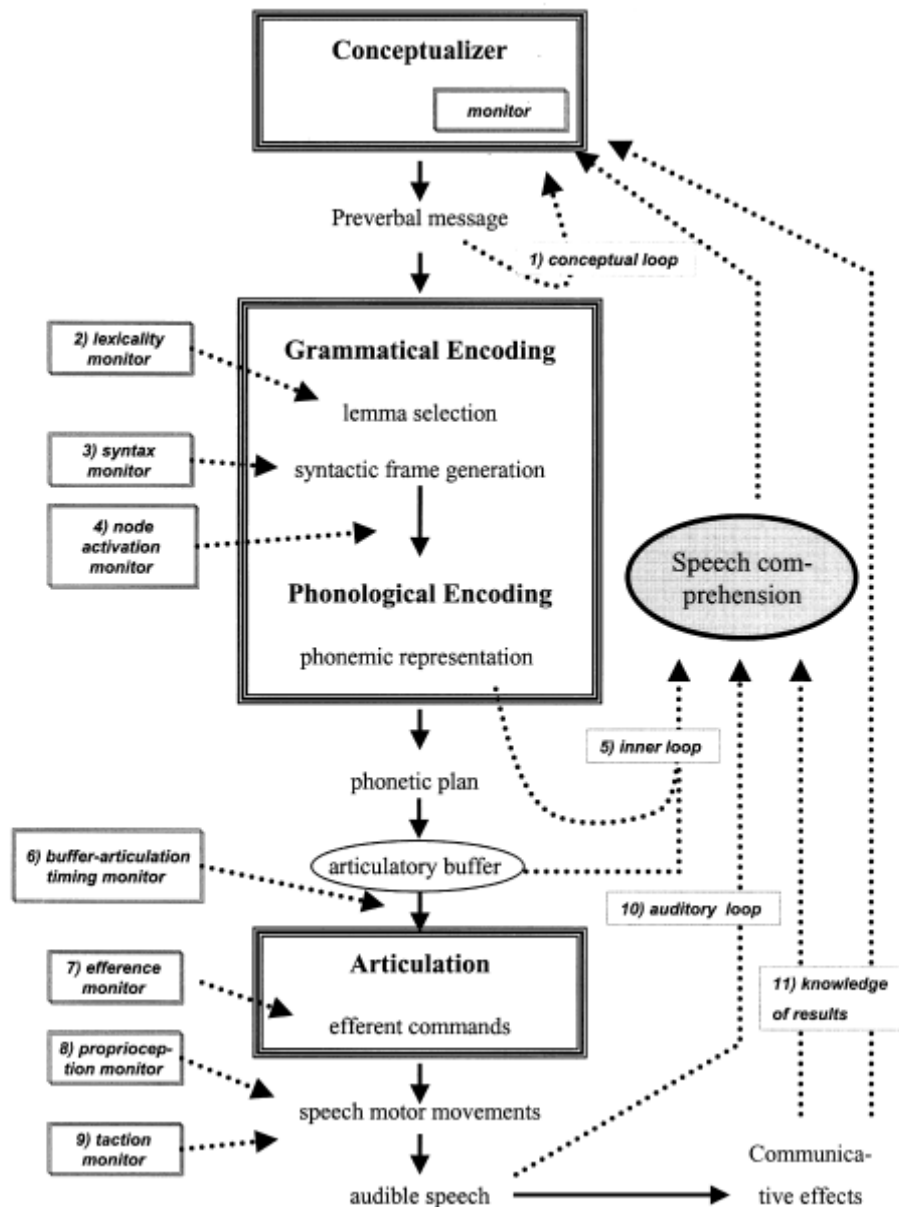 Conceptualizer
monitor
Preverbal message
1) conceptual loop
Grammatical Encoding
2) lexicality
monitor
lemma selection
3) syntax
monitor
syntactic frame generation
4) node
activation
monitor
Speech com-
prehension
Phonological Encoding
phonemic representation
5) inner loop
phonetic plan
6) buffer-articulation
timing monitor
articulatory buffer
10) auditory loop
Articulation
7) efference
monitor
11) knowledge
of results
efferent commands
8) propriocep-
tion monitor
speech motor movements
9) taction
monitor
Communica-
tive effects
audible speech